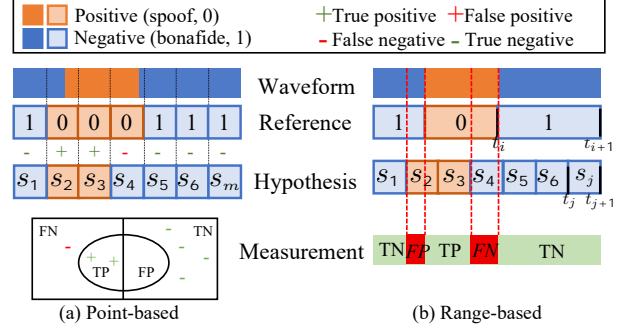 Positive (spoof, 0) + True positive + False positive
Negative (bonafide, 1) - False negative - True negative
Waveform
1 0 0 0 1 1 1 Reference 1 0 1
t_i t_{i+1}
- + + - - - -
s_1 s_2 s_3 s_4 s_5 s_6 s_m Hypothesis s_1 s_2 s_3 s_4 s_5 s_6 s_j
t_j t_{j+1}
FN TN
- - - - - -
+ +
TP FP
Measurement TN FP TP FN TN
(a) Point-based (b) Range-based